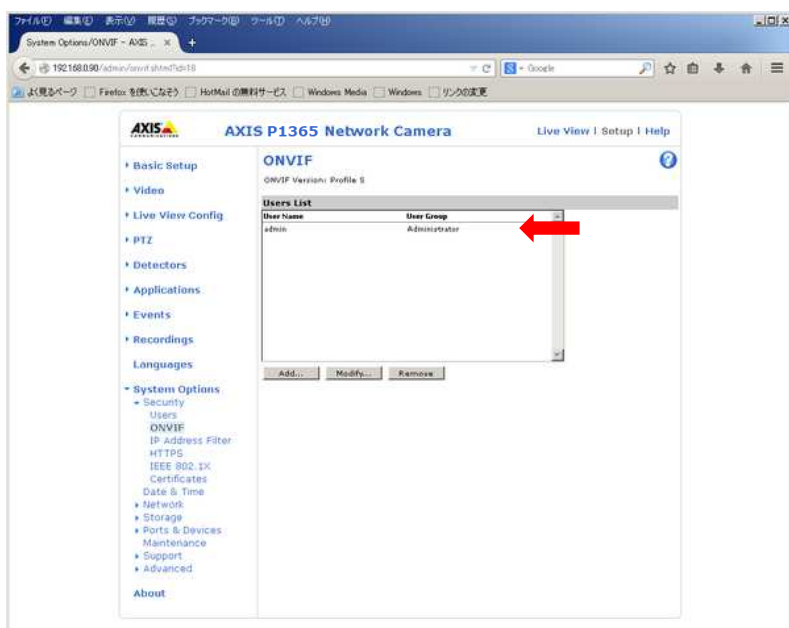 ファイル(F) 編集(E) 表示(V) 履歴(S) ブックマーク(B) ツール(T) ヘルプ(H)
System Options/ONVIF - AXIS ... × +
192.168.0.90/admin/onvif.shtml?id=18
Google
よく見るページ Firefox を使いこなそう HotMail の無料サービス Windows Media Windows リンクの変更
AXIS
COMMUNICATIONS
AXIS P1365 Network Camera
Live View | Setup | Help
Basic Setup
Video
Live View Config
PTZ
Detectors
Applications
Events
Recordings
Languages
System Options
Security
Users
ONVIF
IP Address Filter
HTTPS
IEEE 802.1X
Certificates
Date & Time
Network
Storage
Ports & Devices
Maintenance
Support
Advanced
About
ONVIF
ONVIF Version: Profile S
Users List
User Name User Group
admin Administrator
Add... Modify... Remove